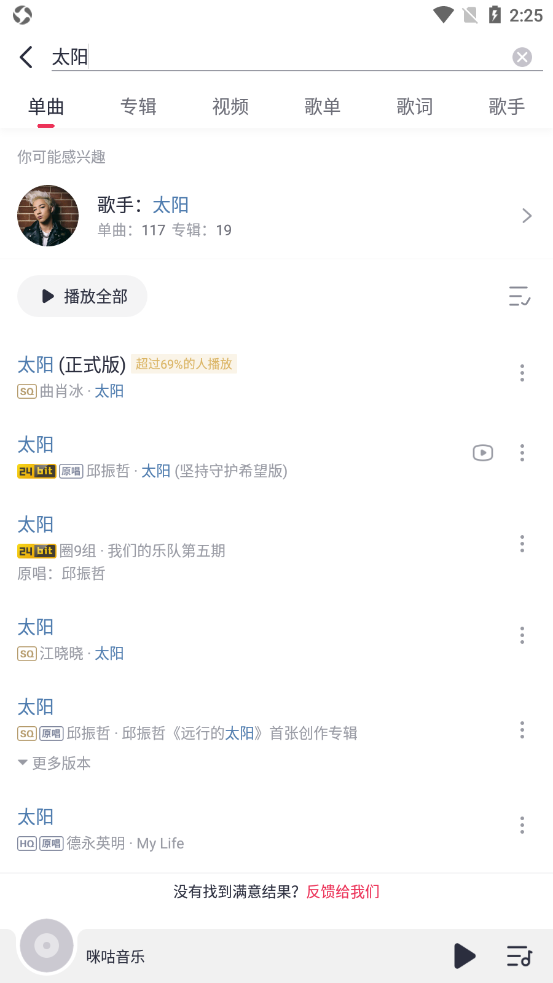 2:25
太阳
单曲 专辑 视频 歌单 歌词 歌手
你可能感兴趣
歌手：太阳
单曲：117 专辑：19
播放全部
太阳 (正式版) 超过69%的人播放
SQ 曲肖冰 · 太阳
太阳
24bit 原唱 邱振哲 · 太阳 (坚持守护希望版)
太阳
24bit 圈9组 · 我们的乐队第五期
原唱：邱振哲
太阳
SQ 江晓晓 · 太阳
太阳
SQ 原唱 邱振哲 · 邱振哲《远行的太阳》首张创作专辑
更多版本
太阳
HQ 原唱 德永英明 · My Life
没有找到满意结果？反馈给我们
咪咕音乐